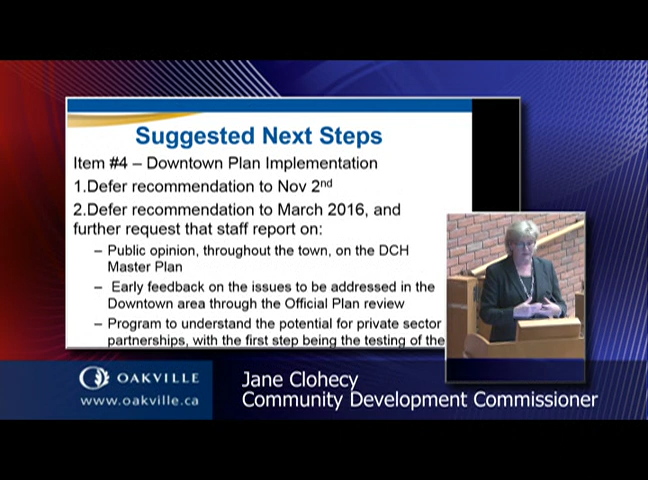 Suggested Next Steps
Item #4 – Downtown Plan Implementation
1.Defer recommendation to Nov 2nd
2.Defer recommendation to March 2016, and
further request that staff report on:
– Public opinion, throughout the town, on the DCH
Master Plan
– Early feedback on the issues to be addressed in the
Downtown area through the Official Plan review
– Program to understand the potential for private sector
partnerships, with the first step being the testing of the
OAKVILLE
www.oakville.ca
Jane Clohecy
Community Development Commissioner